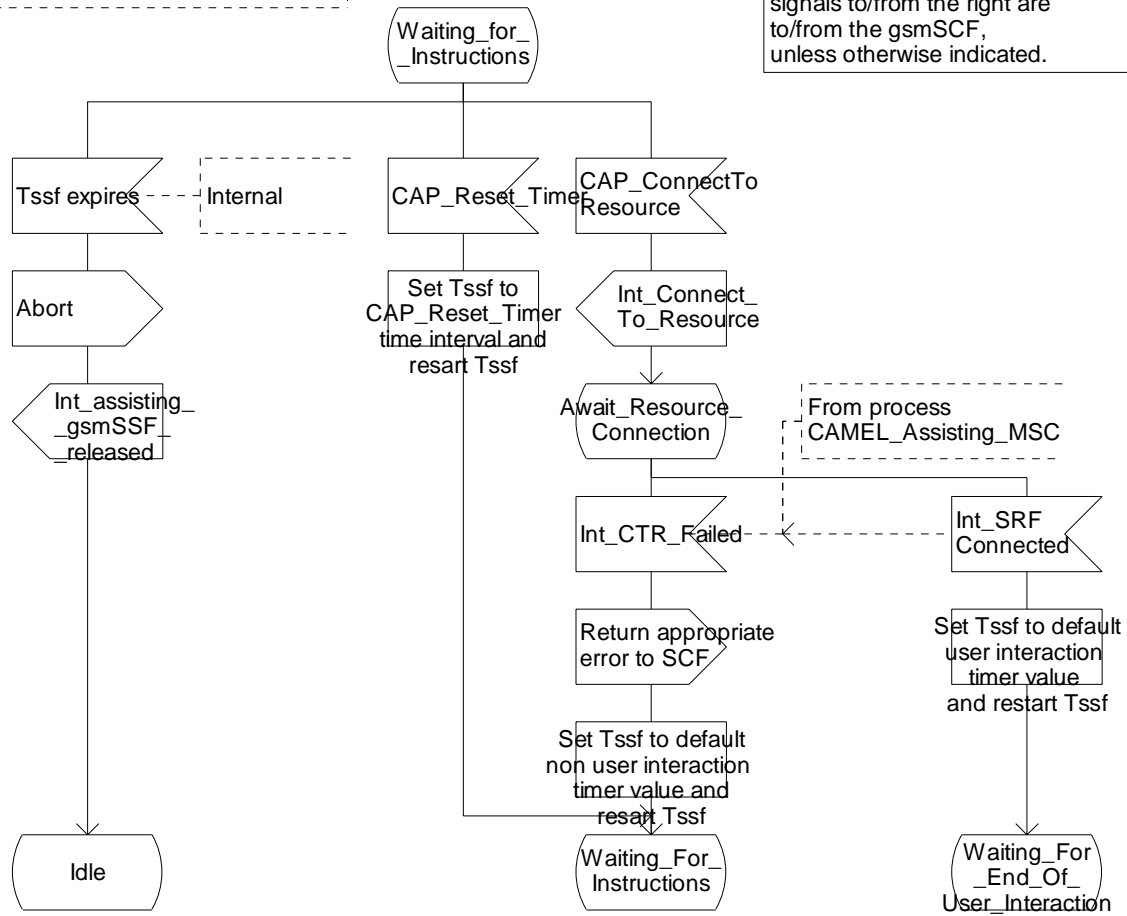 signals to/from the right are
to/from the gsmSCF,
unless otherwise indicated.
Waiting_for_
_Instructions
Tssf expires
Internal
CAP_Reset_Timer
CAP_ConnectTo
Resource
Abort
Set Tssf to
CAP_Reset_Timer
time interval and
resart Tssf
Int_Connect_
To_Resource
Int_assisting_
_gsmSSF_
_released
Await_Resource_
Connection
From process
CAMEL_Assisting_MSC
Int_CTR_Failed
Int_SRF
Connected
Return appropriate
error to SCF
Set Tssf to default
user interaction
timer value
and restart Tssf
Set Tssf to default
non user interaction
timer value and
resart Tssf
Idle
Waiting_For_
Instructions
Waiting_For
_End_Of_
User_Interaction